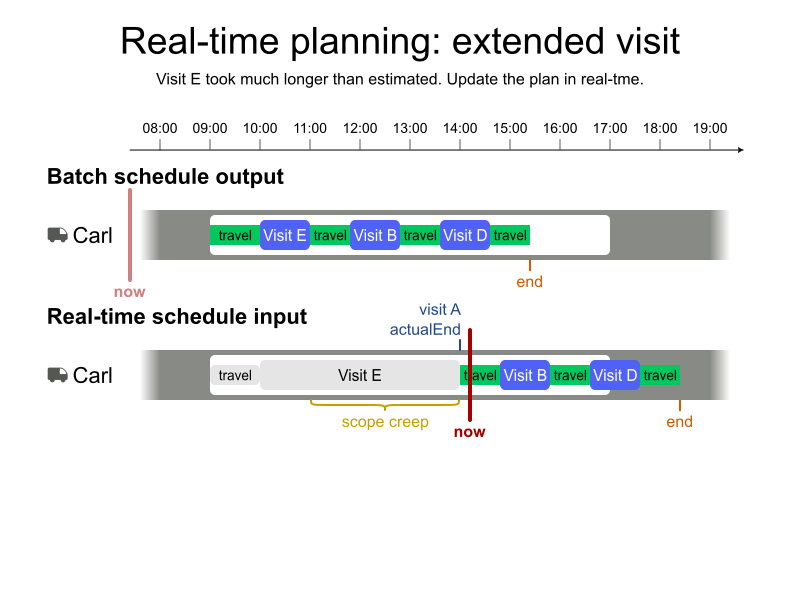 Real-time planning: extended visit
Visit E took much longer than estimated. Update the plan in real-tme.
08:00 09:00 10:00 11:00 12:00 13:00 14:00 15:00 16:00 17:00 18:00 19:00
Batch schedule output
Carl travel Visit E travel Visit B travel Visit D travel
end
now
Real-time schedule input
visit A
actualEnd
Carl travel Visit E travel Visit B travel Visit D travel
scope creep
end
now